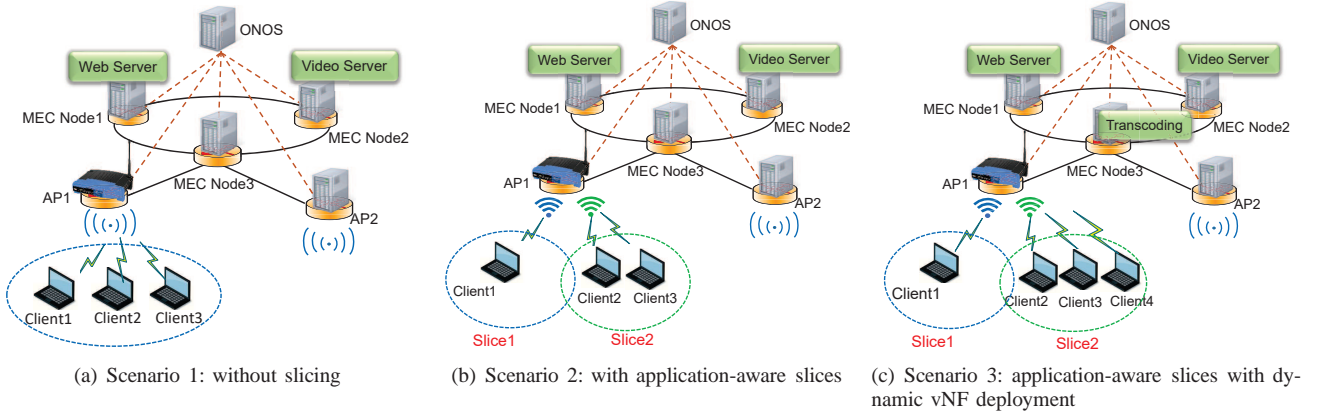 ONOS
Web Server
Video Server
MEC Node1
MEC Node2
MEC Node3
AP1
AP2
Client1
Client2
Client3
(a) Scenario 1: without slicing
ONOS
Web Server
Video Server
MEC Node1
MEC Node2
MEC Node3
AP1
AP2
Client1
Client2
Client3
Slice1
Slice2
(b) Scenario 2: with application-aware slices
ONOS
Web Server
Video Server
MEC Node1
Transcoding
MEC Node2
MEC Node3
AP1
AP2
Client1
Client2
Client3
Client4
Slice1
Slice2
(c) Scenario 3: application-aware slices with dy-
namic vNF deployment